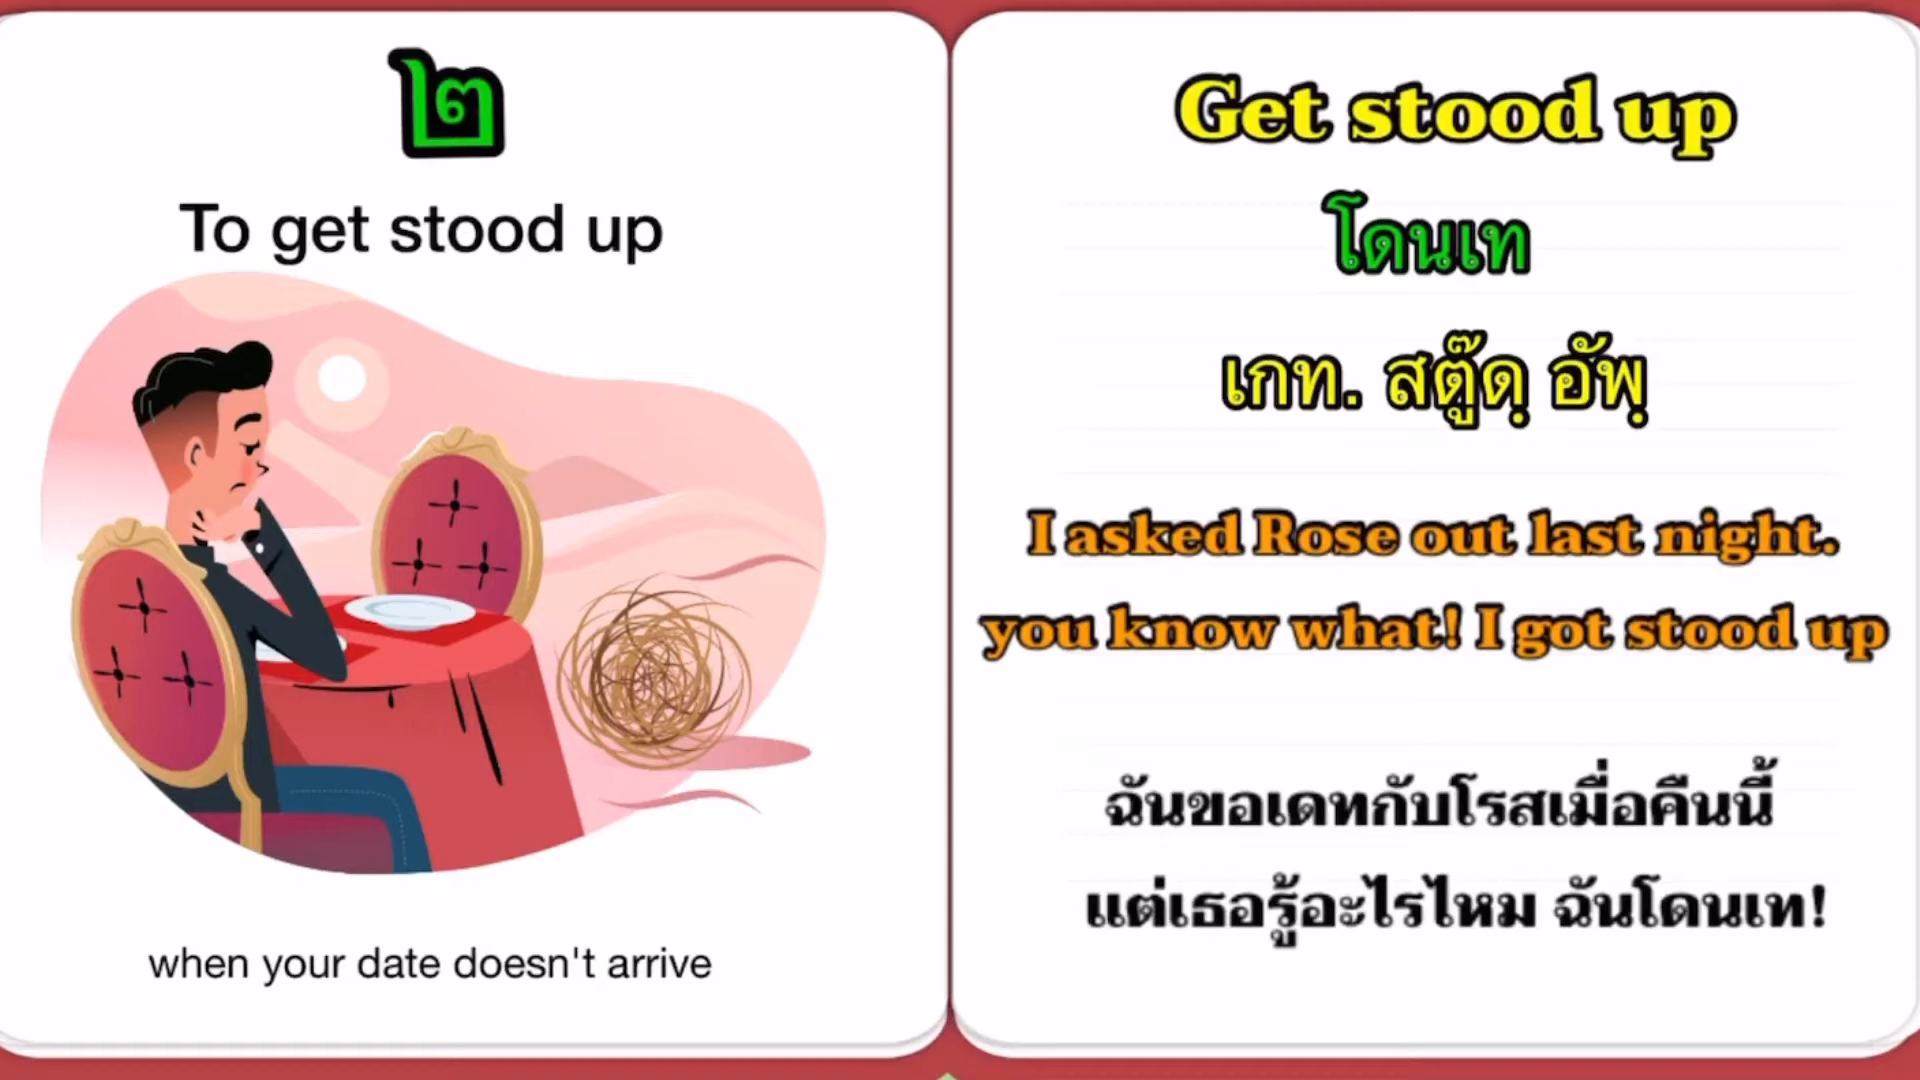 ๒
To get stood up
when your date doesn't arrive
Get stood up
โดนเท
เกท. สตู๊ดฺ อัพฺ
I asked Rose out last night.
you know what! I got stood up
ฉันขอเดทกับโรสเมื่อคืนนี้
แต่เธอรู้อะไรไหม ฉันโดนเท!